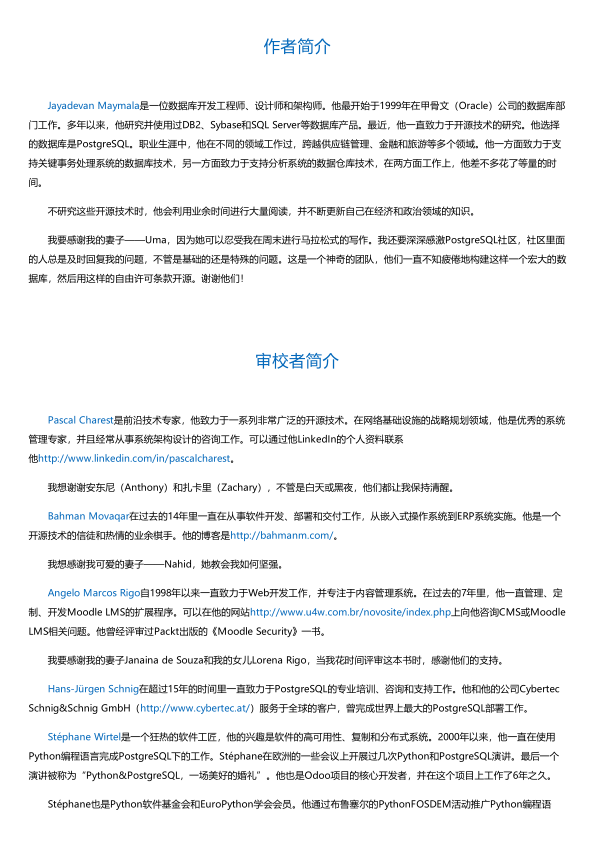 作者简介
Jayadevan Maymala是一位数据库开发工程师、设计师和架构师。他最开始于1999年在甲骨文（Oracle）公司的数据库部
门工作。多年以来，他研究并使用过DB2、Sybase和SQL Server等数据库产品。最近，他一直致力于开源技术的研究。他选择
的数据库是PostgreSQL。职业生涯中，他在不同的领域工作过，跨越供应链管理、金融和旅游等多个领域。他一方面致力于支
持关键事务处理系统的数据库技术，另一方面致力于支持分析系统的数据仓库技术，在两方面工作上，他差不多花了等量的时
间。
不研究这些开源技术时，他会利用业余时间进行大量阅读，并不断更新自己在经济和政治领域的知识。
我要感谢我的妻子——Uma，因为她可以忍受我在周末进行马拉松式的写作。我还要深深感激PostgreSQL社区，社区里面
的人总是及时回复我的问题，不管是基础的还是特殊的问题。这是一个神奇的团队，他们一直不知疲倦地构建这样一个宏大的数
据库，然后用这样的自由许可条款开源。谢谢他们！
审校者简介
Pascal Charest是前沿技术专家，他致力于一系列非常广泛的开源技术。在网络基础设施的战略规划领域，他是优秀的系统
管理专家，并且经常从事系统架构设计的咨询工作。可以通过他LinkedIn的个人资料联系
他http://www.linkedin.com/in/pascalcharest。
我想谢谢安东尼（Anthony）和扎卡里（Zachary），不管是白天或黑夜，他们都让我保持清醒。
Bahman Movaqar在过去的14年里一直在从事软件开发、部署和交付工作，从嵌入式操作系统到ERP系统实施。他是一个
开源技术的信徒和热情的业余棋手。他的博客是http://bahmanm.com/。
我想感谢我可爱的妻子——Nahid，她教会我如何坚强。
Angelo Marcos Rigo自1998年以来一直致力于Web开发工作，并专注于内容管理系统。在过去的7年里，他一直管理、定
制、开发Moodle LMS的扩展程序。可以在他的网站http://www.u4w.com.br/novosite/index.php上向他咨询CMS或Moodle
LMS相关问题。他曾经评审过Packt出版的《Moodle Security》一书。
我要感谢我的妻子Janaina de Souza和我的女儿Lorena Rigo，当我花时间评审这本书时，感谢他们的支持。
Hans-Jürgen Schnig在超过15年的时间里一直致力于PostgreSQL的专业培训、咨询和支持工作。他和他的公司Cybertec
Schnig&Schnig GmbH（http://www.cybertec.at/）服务于全球的客户，曾完成世界上最大的PostgreSQL部署工作。
Stéphane Wirtel是一个狂热的软件工匠，他的兴趣是软件的高可用性、复制和分布式系统。2000年以来，他一直在使用
Python编程语言完成PostgreSQL下的工作。Stéphane在欧洲的一些会议上开展过几次Python和PostgreSQL演讲。最后一个
演讲被称为“Python&PostgreSQL，一场美好的婚礼”。他也是Odoo项目的核心开发者，并在这个项目上工作了6年之久。
Stéphane也是Python软件基金会和EuroPython学会会员。他通过布鲁塞尔的PythonFOSDEM活动推广Python编程语